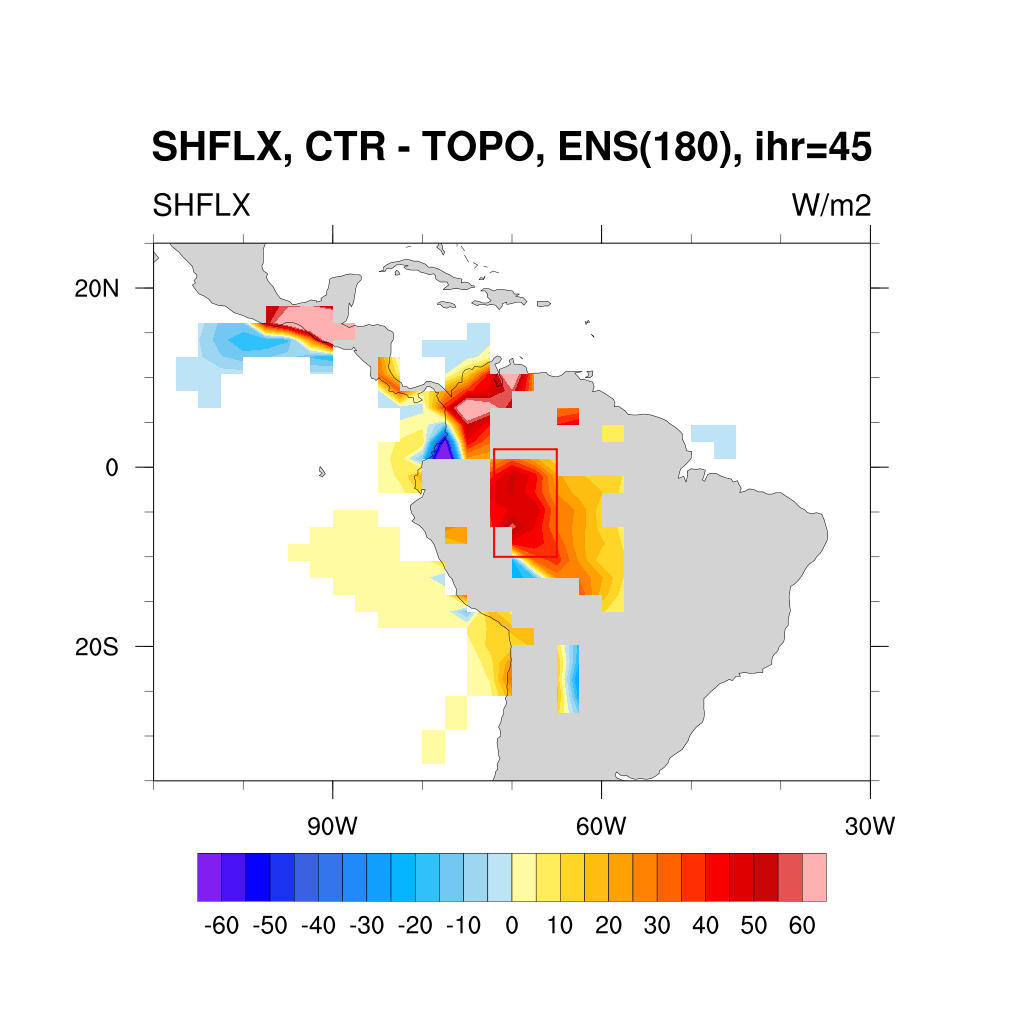 SHFLX, CTR - TOPO, ENS(180), ihr=45
SHFLX W/m2
20N
0
20S
90W 60W 30W
-60 -50 -40 -30 -20 -10 0 10 20 30 40 50 60